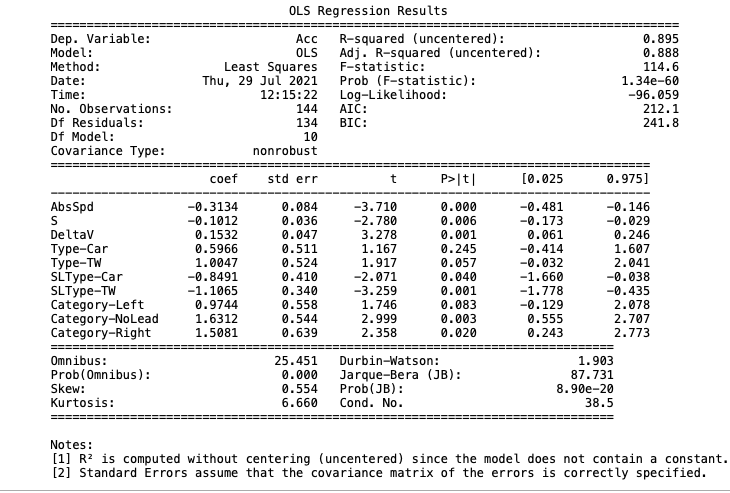 OLS Regression Results
==============================================================================
Dep. Variable: Acc R-squared (uncentered): 0.895
Model: OLS Adj. R-squared (uncentered): 0.888
Method: Least Squares F-statistic: 114.6
Date: Thu, 29 Jul 2021 Prob (F-statistic): 1.34e-60
Time: 12:15:22 Log-Likelihood: -96.059
No. Observations: 144 AIC: 212.1
Df Residuals: 134 BIC: 241.8
Df Model: 10
Covariance Type: nonrobust
==============================================================================
coef std err t P>|t| [0.025 0.975]
------------------------------------------------------------------------------
AbsSpd -0.3134 0.084 -3.710 0.000 -0.481 -0.146
S -0.1012 0.036 -2.780 0.006 -0.173 -0.029
DeltaV 0.1532 0.047 3.278 0.001 0.061 0.246
Type-Car 0.5966 0.511 1.167 0.245 -0.414 1.607
Type-TW 1.0047 0.524 1.917 0.057 -0.032 2.041
SLType-Car -0.8491 0.410 -2.071 0.040 -1.660 -0.038
SLType-TW -1.1065 0.340 -3.259 0.001 -1.778 -0.435
Category-Left 0.9744 0.558 1.746 0.083 -0.129 2.078
Category-NoLead 1.6312 0.544 2.999 0.003 0.555 2.707
Category-Right 1.5081 0.639 2.358 0.020 0.243 2.773
==============================================================================
Omnibus: 25.451 Durbin-Watson: 1.903
Prob(Omnibus): 0.000 Jarque-Bera (JB): 87.731
Skew: 0.554 Prob(JB): 8.90e-20
Kurtosis: 6.660 Cond. No. 38.5
==============================================================================
Notes:
[1] R² is computed without centering (uncentered) since the model does not contain a constant.
[2] Standard Errors assume that the covariance matrix of the errors is correctly specified.